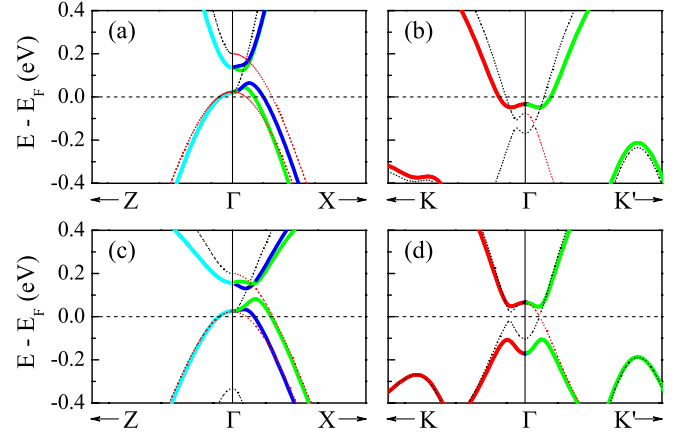 0.4
0.2
0.0
-0.2
-0.4
E - E_F (eV)
(a)
Z Γ X
(b)
K Γ K'
0.4
0.2
0.0
-0.2
-0.4
E - E_F (eV)
(c)
Z Γ X
(d)
K Γ K'